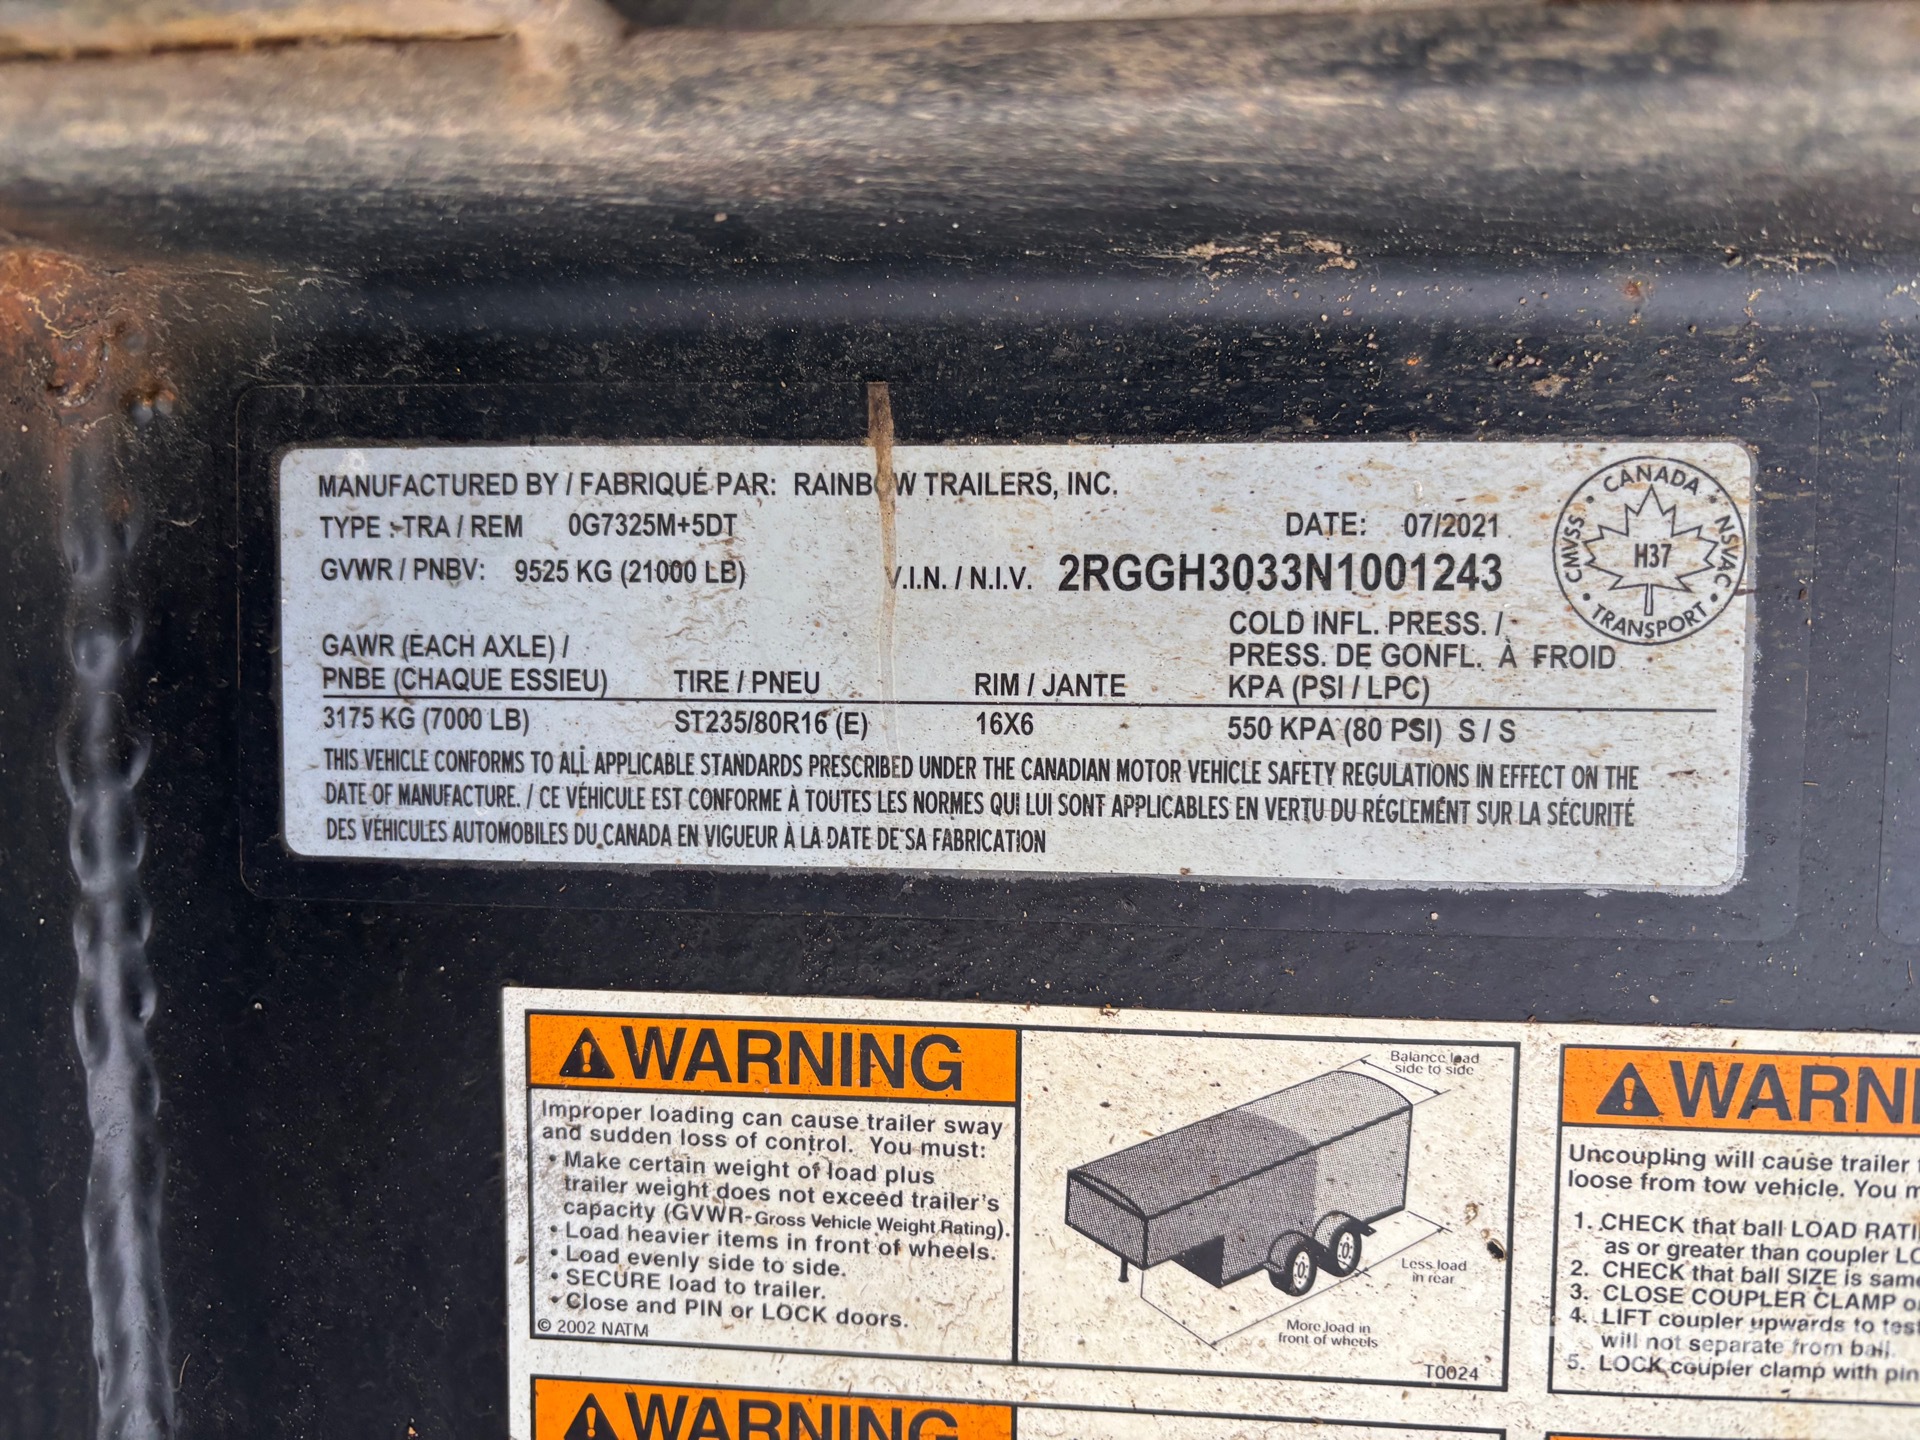 MANUFACTURED BY / FABRIQUÉ PAR: RAINBOW TRAILERS, INC.
TYPE : TRA / REM 0G7325M+5DT DATE: 07/2021
GVWR / PNBV: 9525 KG (21000 LB) V.I.N. / N.I.V. 2RGGH3033N1001243
CANADA
CMVSS
NSVAC
H37
TRANSPORT
GAWR (EACH AXLE) /
PNBE (CHAQUE ESSIEU) TIRE / PNEU RIM / JANTE
COLD INFL. PRESS. /
PRESS. DE GONFL. À FROID
KPA (PSI / LPC)
3175 KG (7000 LB) ST235/80R16 (E) 16X6 550 KPA (80 PSI) S / S
THIS VEHICLE CONFORMS TO ALL APPLICABLE STANDARDS PRESCRIBED UNDER THE CANADIAN MOTOR VEHICLE SAFETY REGULATIONS IN EFFECT ON THE
DATE OF MANUFACTURE. / CE VÉHICULE EST CONFORME À TOUTES LES NORMES QUI LUI SONT APPLICABLES EN VERTU DU RÉGLEMENT SUR LA SÉCURITÉ
DES VÉHICULES AUTOMOBILES DU CANADA EN VIGUEUR À LA DATE DE SA FABRICATION
WARNING
Improper loading can cause trailer sway
and sudden loss of control. You must:
• Make certain weight of load plus
trailer weight does not exceed trailer's
capacity (GVWR-Gross Vehicle Weight Rating).
• Load heavier items in front of wheels.
• Load evenly side to side.
• SECURE load to trailer.
• Close and PIN or LOCK doors.
© 2002 NATM
Balance load
side to side
Less load
in rear
More load in
front of wheels
T0024
WARNI
Uncoupling will cause trailer
loose from tow vehicle. You
1. CHECK that ball LOAD
as or greater than coupler
2. CHECK that ball SIZE is same
3. CLOSE COUPLER CLAMP
4. LIFT coupler upwards to test
will not separate from ball.
5. LOCK coupler clamp with pin
WARNING